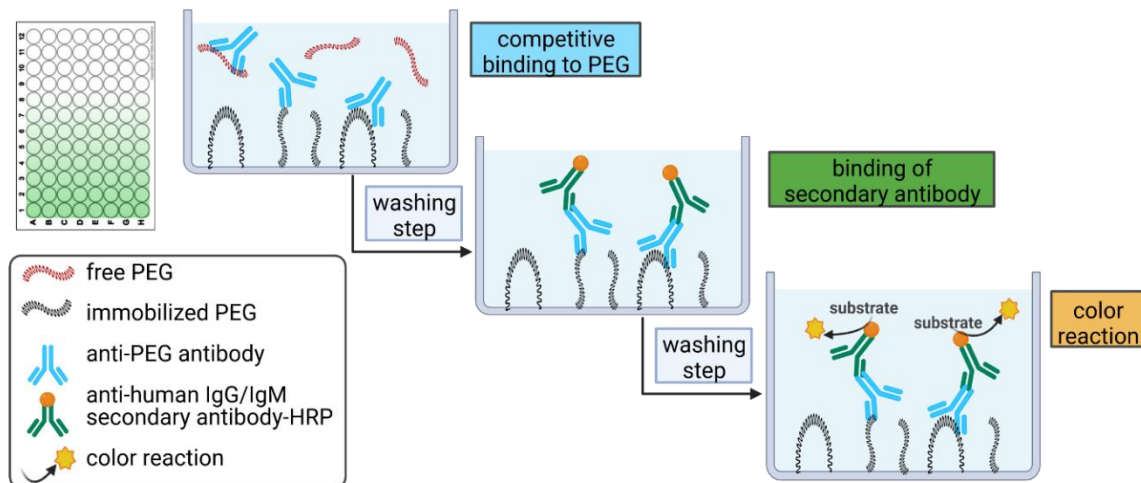 12
11
10
9
8
7
6
5
4
3
2
1
A B C D E F G H
competitive
binding to PEG
washing
step
binding of
secondary antibody
free PEG
immobilized PEG
anti-PEG antibody
anti-human IgG/IgM
secondary antibody-HRP
color reaction
washing
step
substrate
substrate
color
reaction